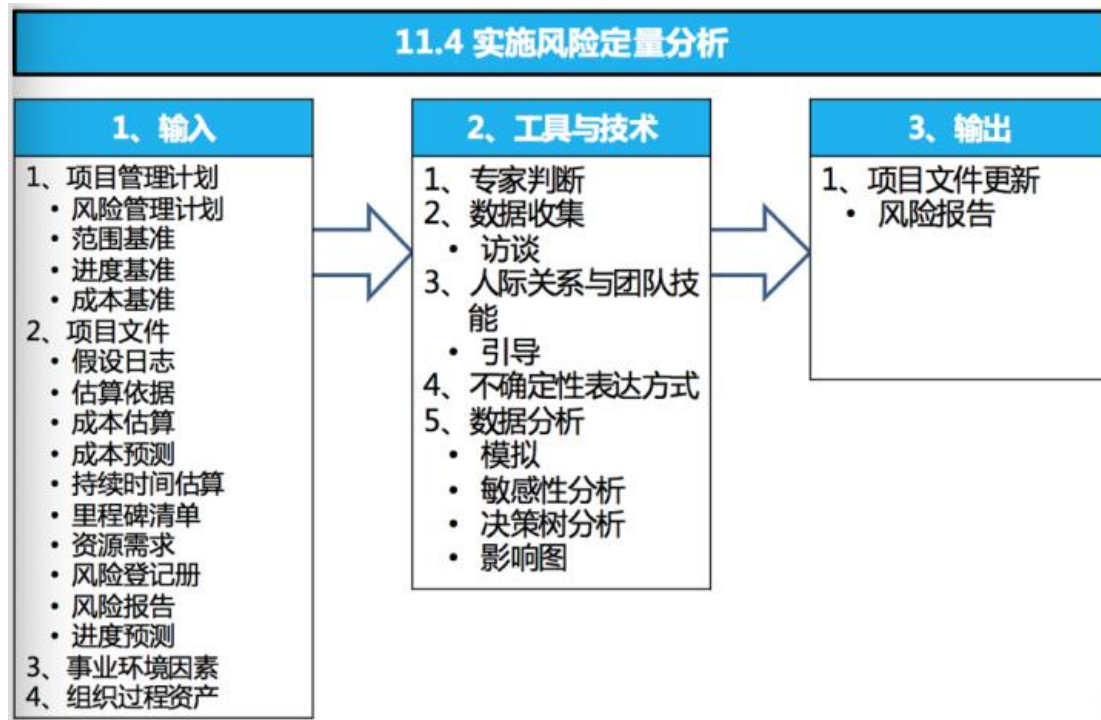 11.4 实施风险定量分析
1、输入
1、项目管理计划
• 风险管理计划
• 范围基准
• 进度基准
• 成本基准
2、项目文件
• 假设日志
• 估算依据
• 成本估算
• 成本预测
• 持续时间估算
• 里程碑清单
• 资源需求
• 风险登记册
• 风险报告
• 进度预测
3、事业环境因素
4、组织过程资产
2、工具与技术
1、专家判断
2、数据收集
• 访谈
3、人际关系与团队技
能
• 引导
4、不确定性表达方式
5、数据分析
• 模拟
• 敏感性分析
• 决策树分析
• 影响图
3、输出
1、项目文件更新
• 风险报告